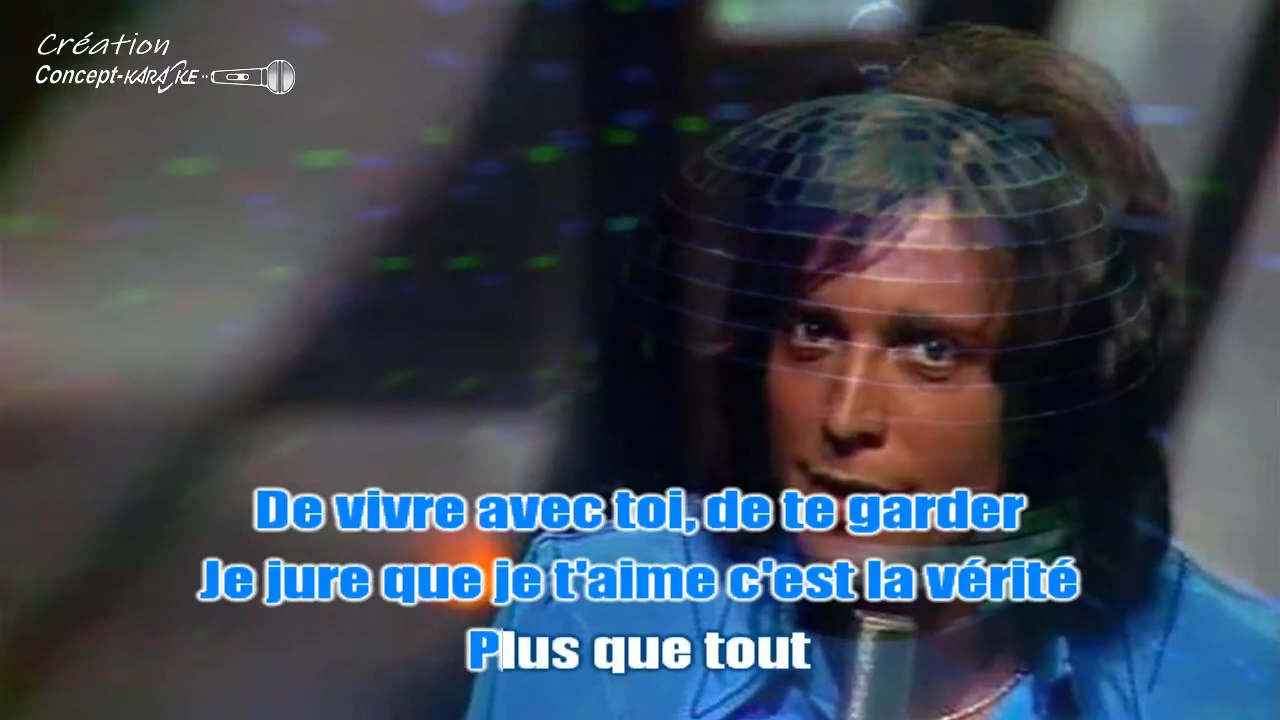 Création
Concept-KARAOKE
De vivre avec toi, de te garder
Je jure que je t'aime c'est la vérité
Plus que tout